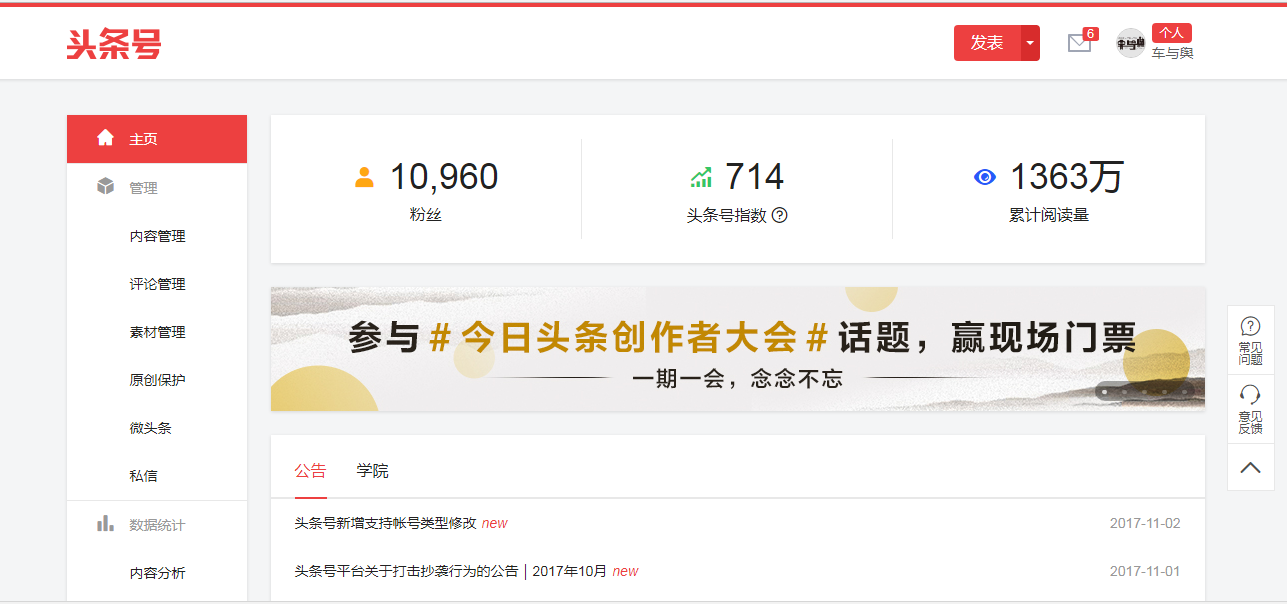 头条号
发表
6
车与舆
个人
车与舆
主页
管理
内容管理
评论管理
素材管理
原创保护
微头条
私信
数据统计
内容分析
10,960
粉丝
714
头条号指数
1363万
累计阅读量
参与#今日头条创作者大会#话题，赢现场门票
一期一会，念念不忘
公告 学院
头条号新增支持帐号类型修改 new 2017-11-02
头条号平台关于打击抄袭行为的公告 | 2017年10月 new 2017-11-01
常见
问题
意见
反馈